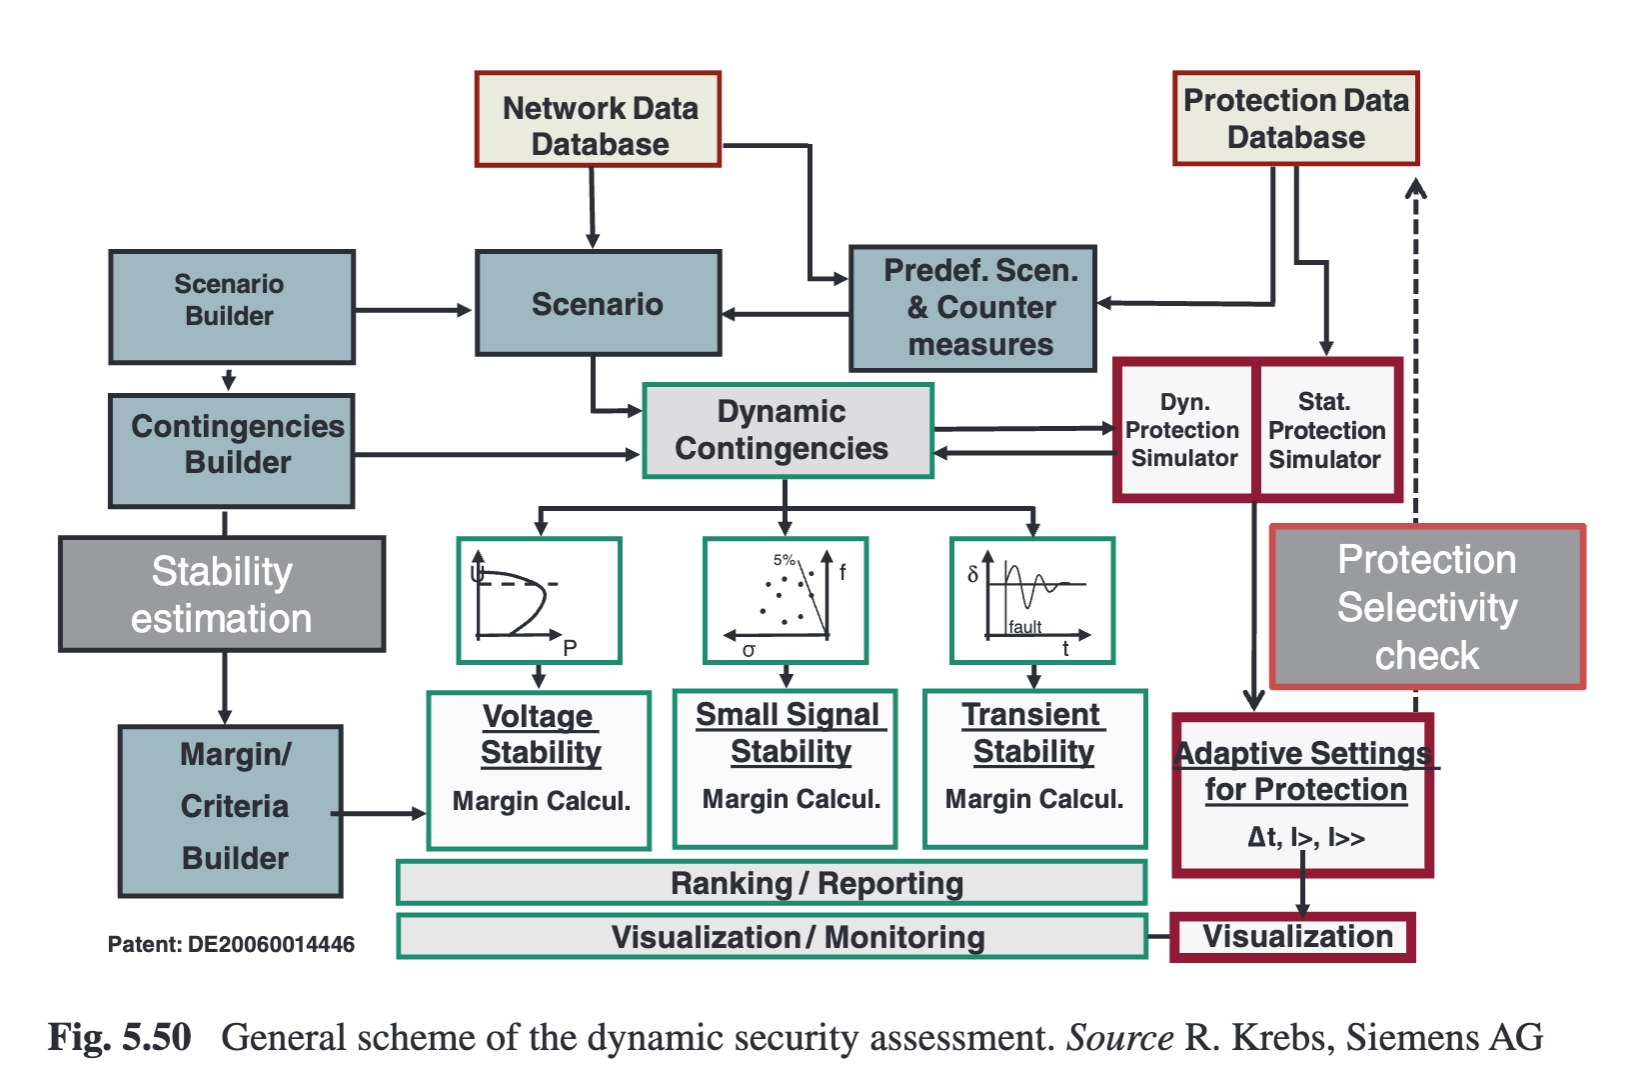 Network Data
Database
Protection Data
Database
Scenario
Builder
Scenario
Predef. Scen.
& Counter
measures
Contingencies
Builder
Dynamic
Contingencies
Dyn.
Protection
Simulator
Stat.
Protection
Simulator
Stability
estimation
U
P
5%
f
σ
δ
fault
t
Protection
Selectivity
check
Margin/
Criteria
Builder
Voltage
Stability
Margin Calcul.
Small Signal
Stability
Margin Calcul.
Transient
Stability
Margin Calcul.
Adaptive Settings
for Protection
Δt, I>, I>>
Ranking / Reporting
Visualization / Monitoring
Visualization
Patent: DE20060014446
Fig. 5.50 General scheme of the dynamic security assessment. Source R. Krebs, Siemens AG